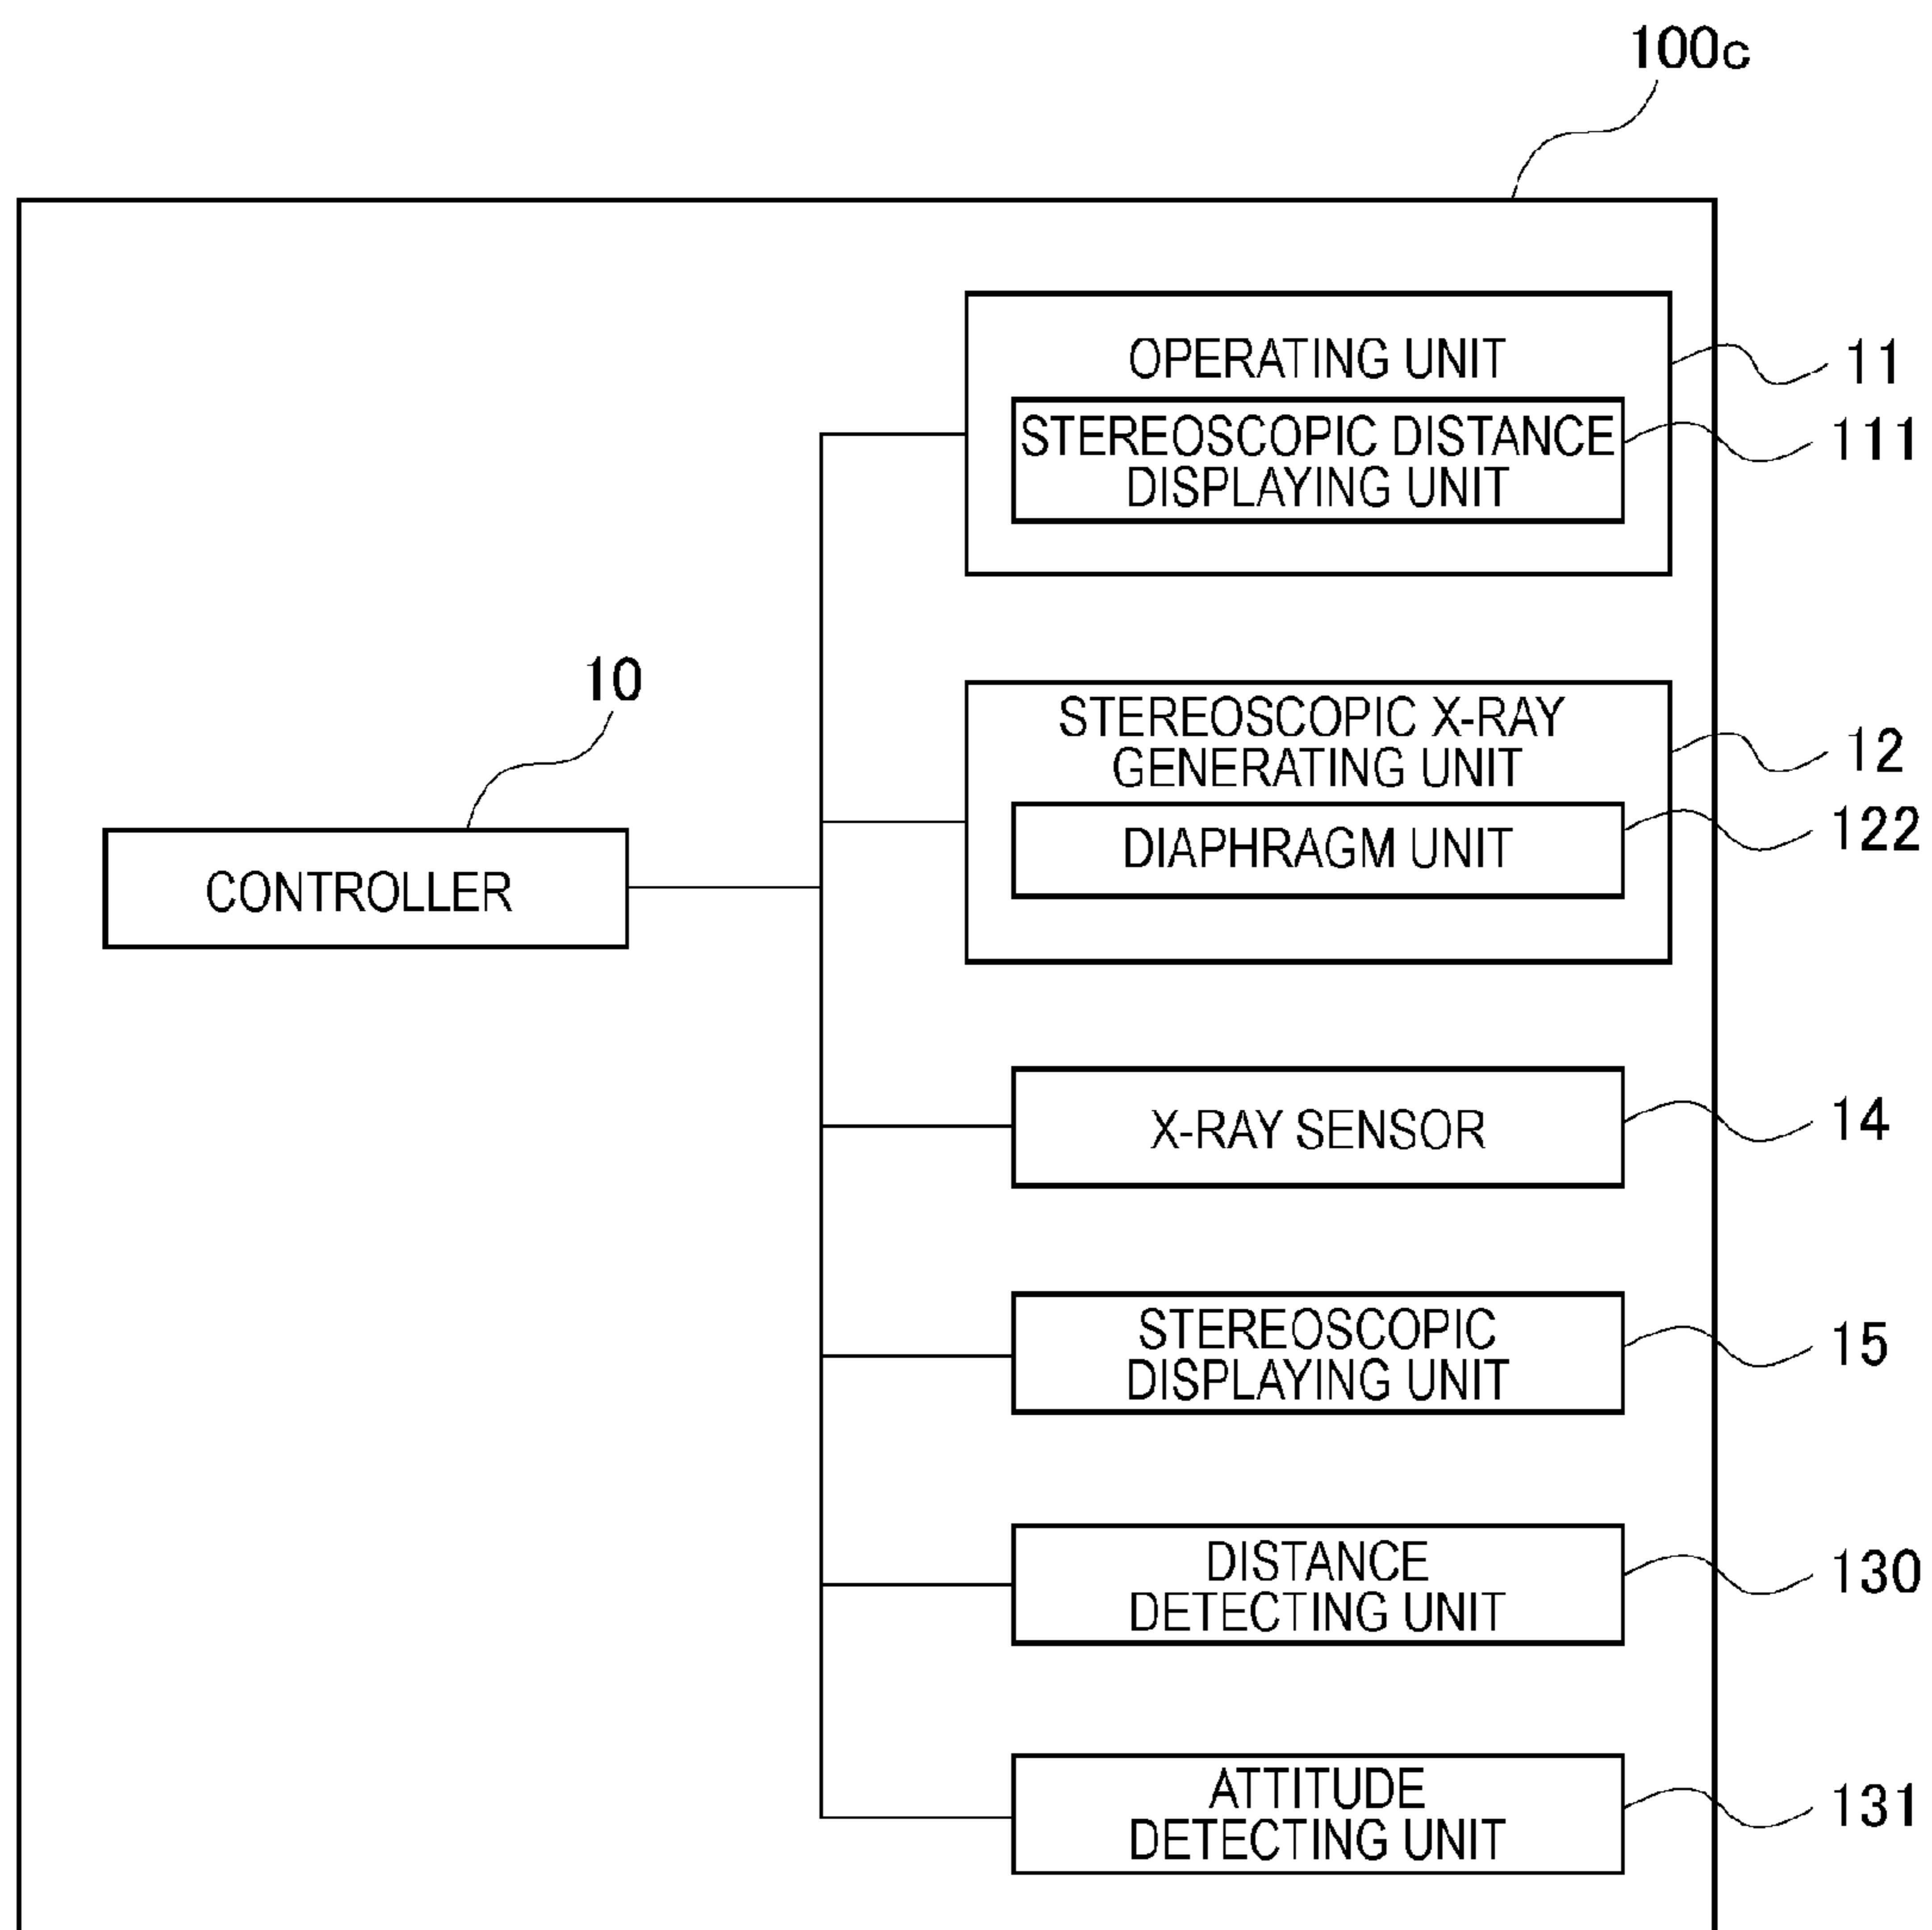 100c
OPERATING UNIT
11
STEREOSCOPIC DISTANCE
DISPLAYING UNIT
111
10
CONTROLLER
STEREOSCOPIC X-RAY
GENERATING UNIT
12
DIAPHRAGM UNIT
122
X-RAY SENSOR
14
STEREOSCOPIC
DISPLAYING UNIT
15
DISTANCE
DETECTING UNIT
130
ATTITUDE
DETECTING UNIT
131